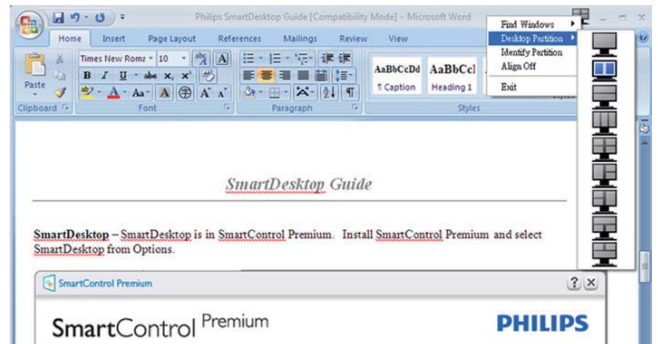 Philips SmartDesktop Guide [Compatibility Mode] - Microsoft Word
Home Insert Page Layout References Mailings Review View
Find Windows
Desktop Partition
Identify Partition
Align Off
Exit
Paste
Times New Roma 10
B I U abe x, x²
Aa A A
AaBbCcDd AaBbCcl
¶ Caption Heading 1
Clipboard Font Paragraph Styles
SmartDesktop Guide
SmartDesktop – SmartDesktop is in SmartControl Premium. Install SmartControl Premium and select
SmartDesktop from Options.
SmartControl Premium
SmartControl Premium
PHILIPS